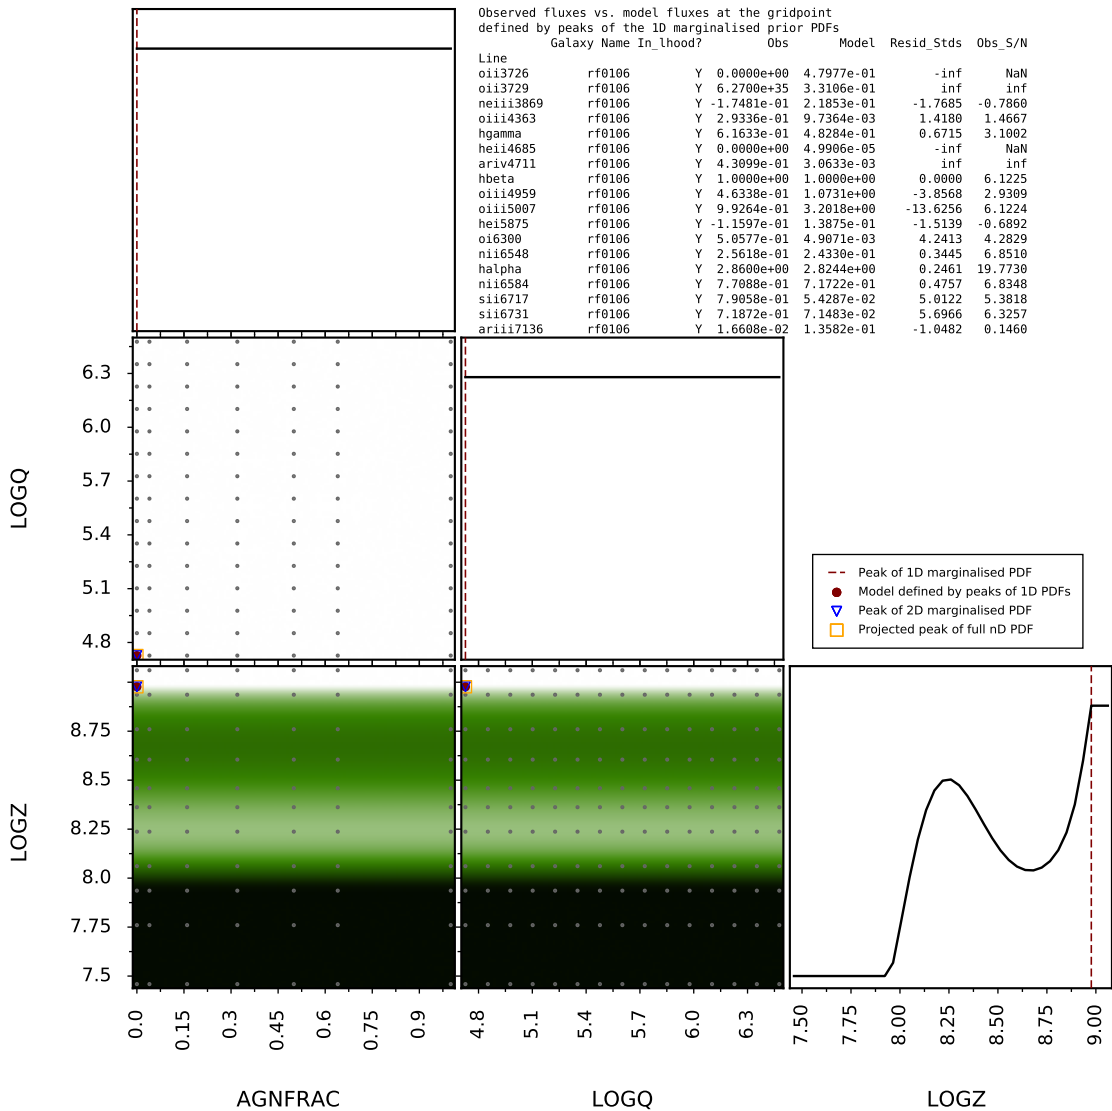 Observed fluxes vs. model fluxes at the gridpoint
defined by peaks of the 1D marginalised prior PDFs
Galaxy Name In_lhood? Obs Model Resid_Stds Obs_S/N
Line
oii3726 rf0106 Y 0.0000e+00 4.7977e-01 -inf NaN
oii3729 rf0106 Y 6.2700e+35 3.3106e-01 inf inf
neiii3869 rf0106 Y -1.7481e-01 2.1853e-01 -1.7685 -0.7860
oiii4363 rf0106 Y 2.9336e-01 9.7364e-03 1.4180 1.4667
hgamma rf0106 Y 6.1633e-01 4.8284e-01 0.6715 3.1002
heii4685 rf0106 Y 0.0000e+00 4.9906e-05 -inf NaN
ariv4711 rf0106 Y 4.3099e-01 3.0633e-03 inf inf
hbeta rf0106 Y 1.0000e+00 1.0000e+00 0.0000 6.1225
oiii4959 rf0106 Y 4.6338e-01 1.0731e+00 -3.8568 2.9309
oiii5007 rf0106 Y 9.9264e-01 3.2018e+00 -13.6256 6.1224
hei5875 rf0106 Y -1.1597e-01 1.3875e-01 -1.5139 -0.6892
oi6300 rf0106 Y 5.0577e-01 4.9071e-03 4.2413 4.2829
nii6548 rf0106 Y 2.5618e-01 2.4330e-01 0.3445 6.8510
halpha rf0106 Y 2.8600e+00 2.8244e+00 0.2461 19.7730
nii6584 rf0106 Y 7.7088e-01 7.1722e-01 0.4757 6.8348
sii6717 rf0106 Y 7.9058e-01 5.4287e-02 5.0122 5.3818
sii6731 rf0106 Y 7.1872e-01 7.1483e-02 5.6966 6.3257
ariii7136 rf0106 Y 1.6608e-02 1.3582e-01 -1.0482 0.1460
6.3
6.0
5.7
5.4
5.1
4.8
LOGQ
Peak of 1D marginalised PDF
Model defined by peaks of 1D PDFs
Peak of 2D marginalised PDF
Projected peak of full nD PDF
8.75
8.5
8.25
8.0
7.75
7.5
LOGZ
0.0 0.15 0.3 0.45 0.6 0.75 0.9
4.8 5.1 5.4 5.7 6.0 6.3
7.50 7.75 8.00 8.25 8.50 8.75 9.00
AGNFRAC LOGQ LOGZ